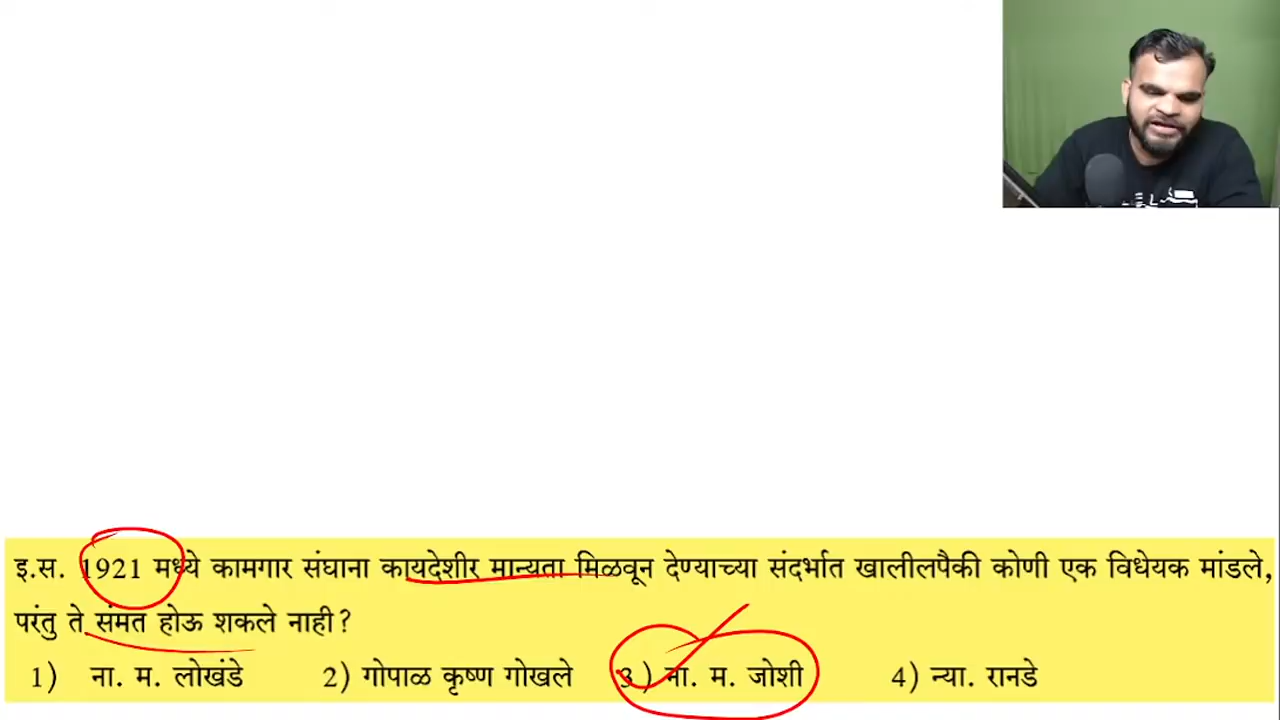 इ.स. 1921 मध्ये कामगार संघाना कायदेशीर मान्यता मिळवून देण्याच्या संदर्भात खालीलपैकी कोणी एक विधेयक मांडले,
परंतु ते संमत होऊ शकले नाही?
1) ना. म. लोखंडे 2) गोपाळ कृष्ण गोखले 3) ना. म. जोशी 4) न्या. रानडे